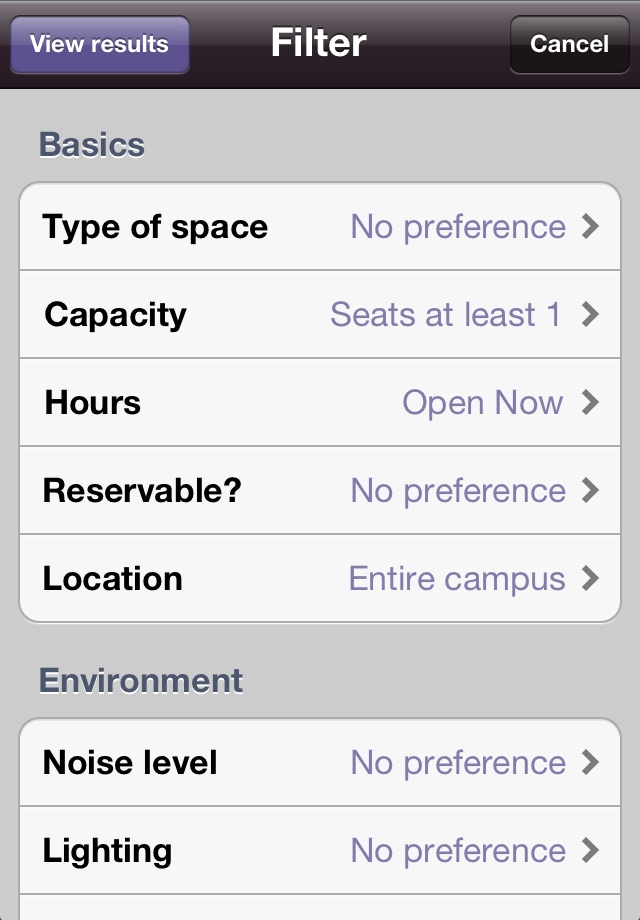 View results Filter Cancel
Basics
Type of space No preference
Capacity Seats at least 1
Hours Open Now
Reservable? No preference
Location Entire campus
Environment
Noise level No preference
Lighting No preference